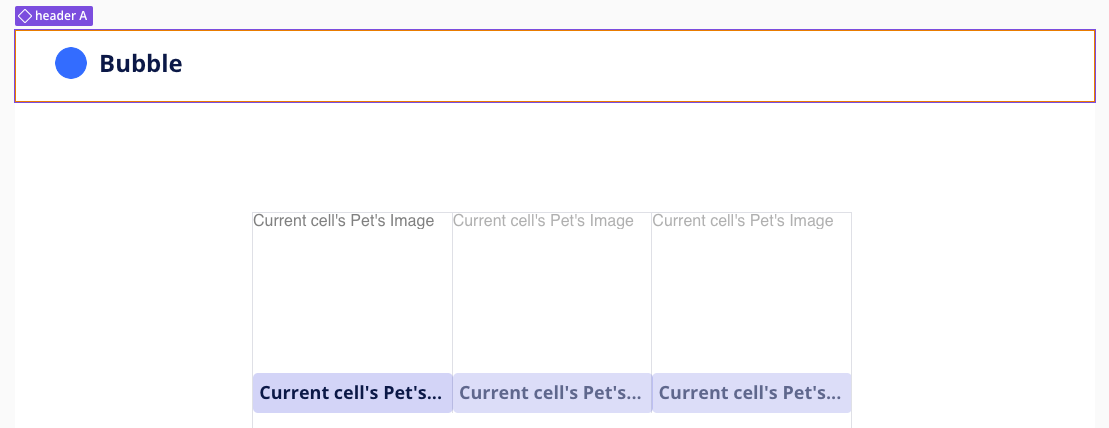 header A
Bubble
Current cell's Pet's Image Current cell's Pet's Image Current cell's Pet's Image
Current cell's Pet's... Current cell's Pet's... Current cell's Pet's...